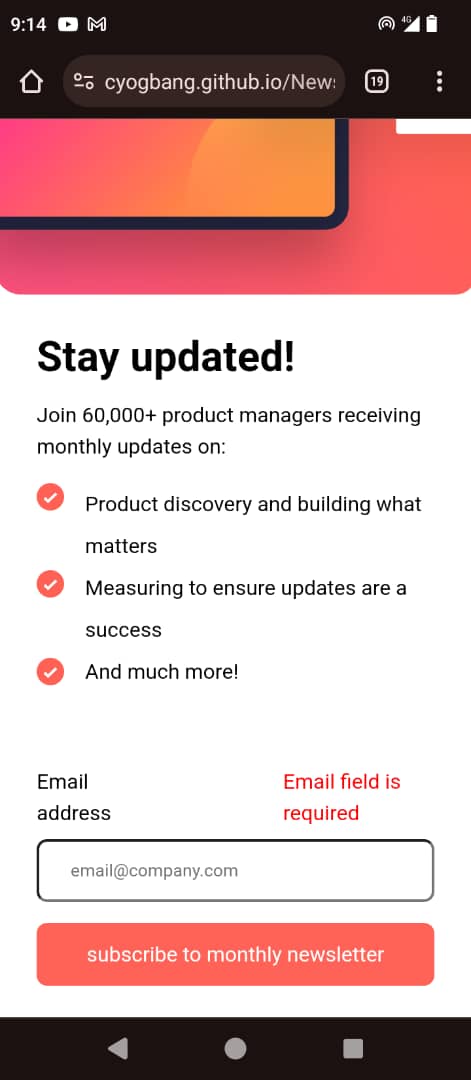 9:14
4G
cyogbang.github.io/News
19
Stay updated!
Join 60,000+ product managers receiving
monthly updates on:
Product discovery and building what
matters
Measuring to ensure updates are a
success
And much more!
Email
address
Email field is
required
email@company.com
subscribe to monthly newsletter